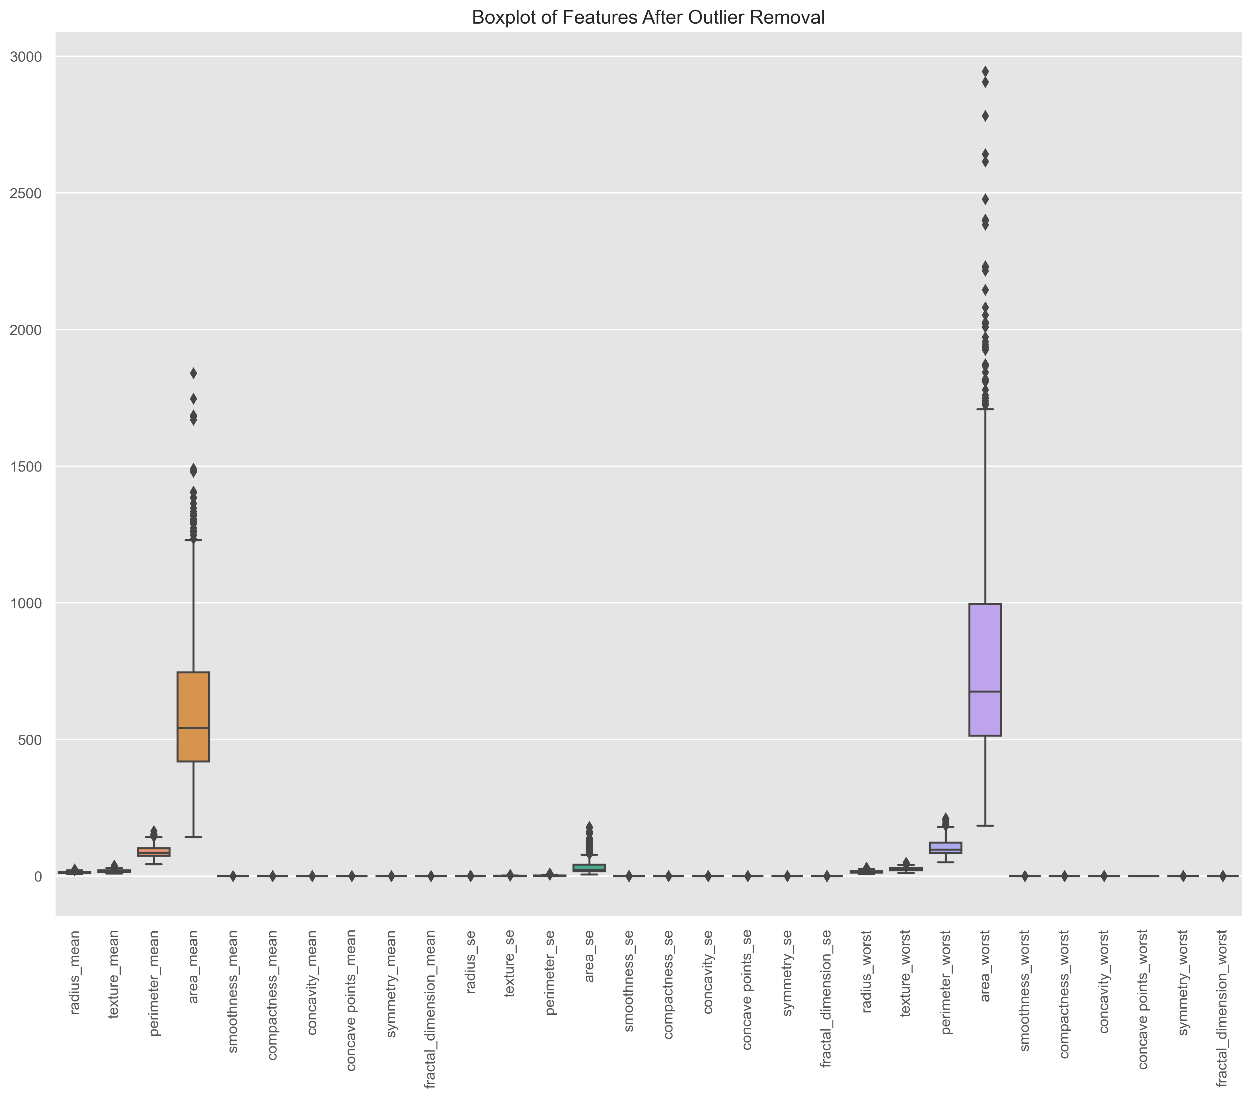 Boxplot of Features After Outlier Removal
3000
2500
2000
1500
1000
500
0
radius_mean
texture_mean
perimeter_mean
area_mean
smoothness_mean
compactness_mean
concavity_mean
concave points_mean
symmetry_mean
fractal_dimension_mean
radius_se
texture_se
perimeter_se
area_se
smoothness_se
compactness_se
concavity_se
concave points_se
symmetry_se
fractal_dimension_se
radius_worst
texture_worst
perimeter_worst
area_worst
smoothness_worst
compactness_worst
concavity_worst
concave points_worst
symmetry_worst
fractal_dimension_worst